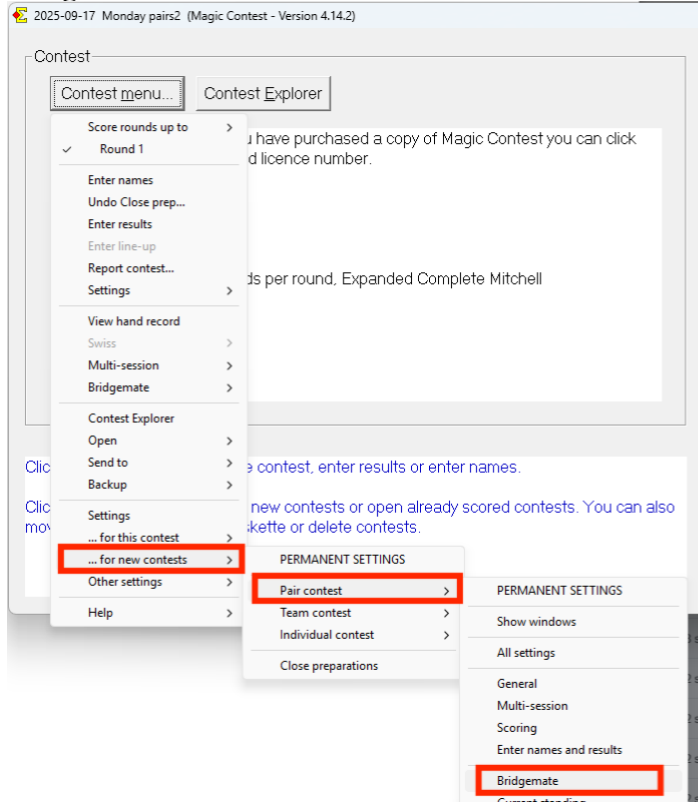 2025-09-17 Monday pairs2 (Magic Contest - Version 4.14.2)
Contest
Contest menu... Contest Explorer
Score rounds up to
Round 1
Enter names
Undo Close prep...
Enter results
Enter line-up
Report contest...
Settings
View hand record
Swiss
Multi-session
Bridgemate
Contest Explorer
Open
Send to
Backup
Settings
... for this contest
... for new contests
Other settings
Help
have purchased a copy of Magic Contest you can click
d licence number.
ds per round, Expanded Complete Mitchell
Clic e contest, enter results or enter names.
Clic new contests or open already scored contests. You can also
mov kette or delete contests.
PERMANENT SETTINGS
Pair contest
Team contest
Individual contest
Close preparations
PERMANENT SETTINGS
Show windows
All settings
General
Multi-session
Scoring
Enter names and results
Bridgemate
Current standing